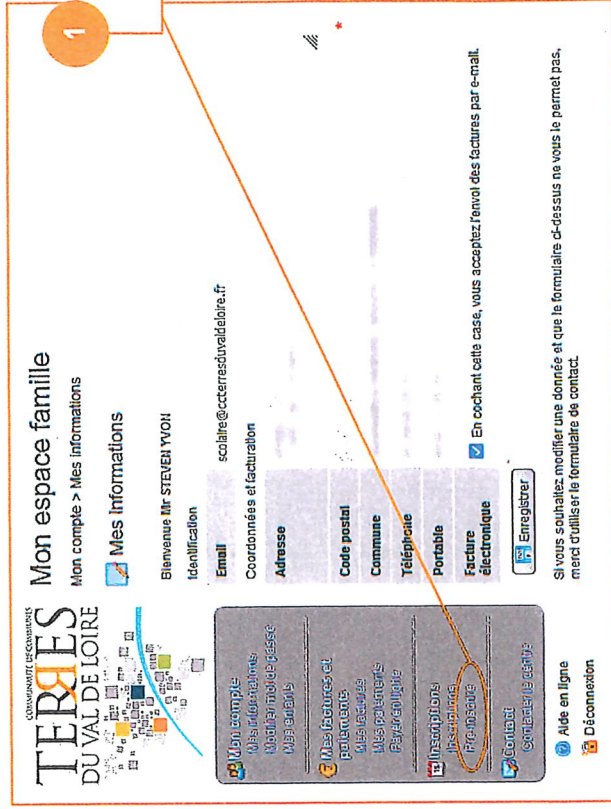 1
COMMUNAUTÉ DE COMMUNES
TERRES
DU VAL DE LOIRE
Mon compte
Mes informations
Modifier mot de passe
Mes enfants
Mes factures et
paiements
Mes factures
Mes paiements
Payer en ligne
Inscriptions
Inscriptions
Pré-inscrire
Contact
Contacter le service
Aide en ligne
Déconnexion
Mon espace famille
Mon compte > Mes informations
Mes Informations
Bienvenue Mr STEVEN YVON
Identification
Email scolaire@ccterresduvaldeloire.fr
Coordonnées et facturation
Adresse
*
Code postal
Commune
Téléphone
Portable
Facture
électronique
En cochant cette case, vous acceptez l'envoi des factures par e-mail.
Enregistrer
Si vous souhaitez modifier une donnée et que le formulaire ci-dessus ne vous le permet pas,
merci d'utiliser le formulaire de contact.